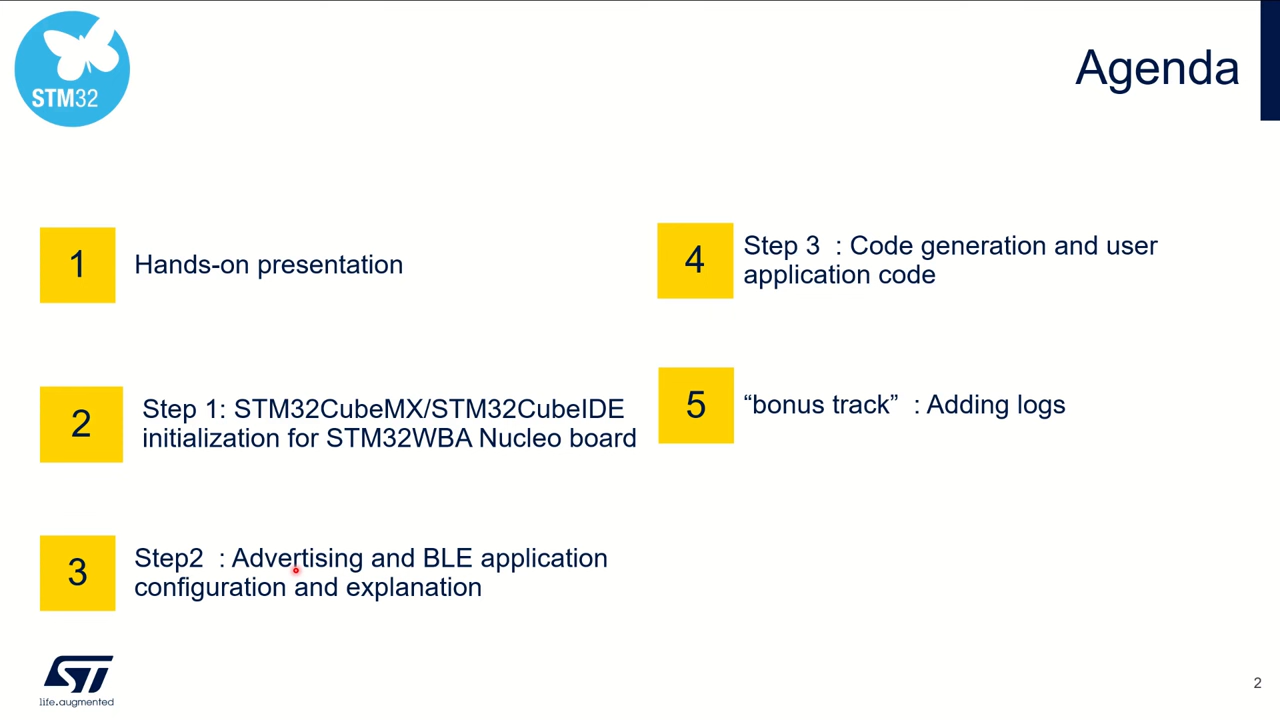 STM32
Agenda
1
Hands-on presentation
2
Step 1: STM32CubeMX/STM32CubeIDE
initialization for STM32WBA Nucleo board
3
Step2  : Advertising and BLE application
configuration and explanation
4
Step 3  : Code generation and user
application code
5
“bonus track”  : Adding logs
ST
life.augmented
2